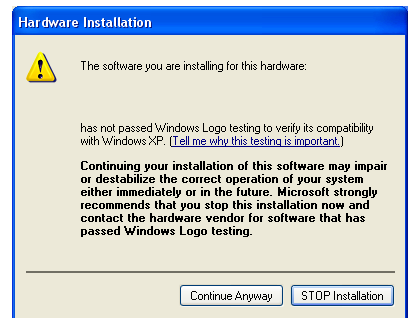 Hardware Installation
The software you are installing for this hardware:
has not passed Windows Logo testing to verify its compatibility
with Windows XP. (Tell me why this testing is important.)
Continuing your installation of this software may impair
or destabilize the correct operation of your system
either immediately or in the future. Microsoft strongly
recommends that you stop this installation now and
contact the hardware vendor for software that has
passed Windows Logo testing.
Continue Anyway
STOP Installation